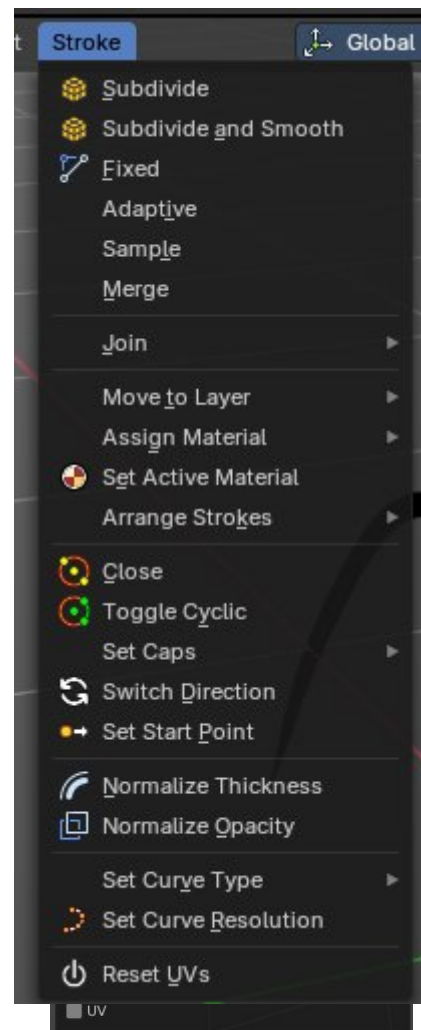 t Stroke Global
Subdivide
Subdivide and Smooth
Fixed
Adaptive
Sample
Merge
Join
Move to Layer
Assign Material
Set Active Material
Arrange Strokes
Close
Toggle Cyclic
Set Caps
Switch Direction
Set Start Point
Normalize Thickness
Normalize Opacity
Set Curve Type
Set Curve Resolution
Reset UVs
UV